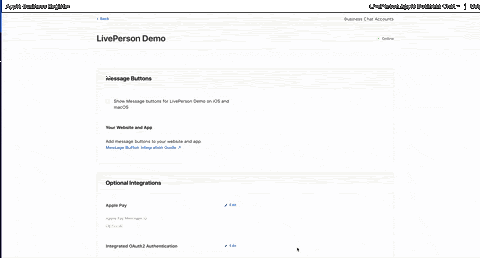 Apple Business Register
‹ Back
Business Chat Accounts
LivePerson Demo
Online
Message Buttons
Show Message buttons for LivePerson Demo on iOS and
macOS
Your Website and App
Add message buttons to your website and app
Message Button Integration Guide ↗
Optional Integrations
Apple Pay
Edit
Integrated OAuth2 Authentication
Edit